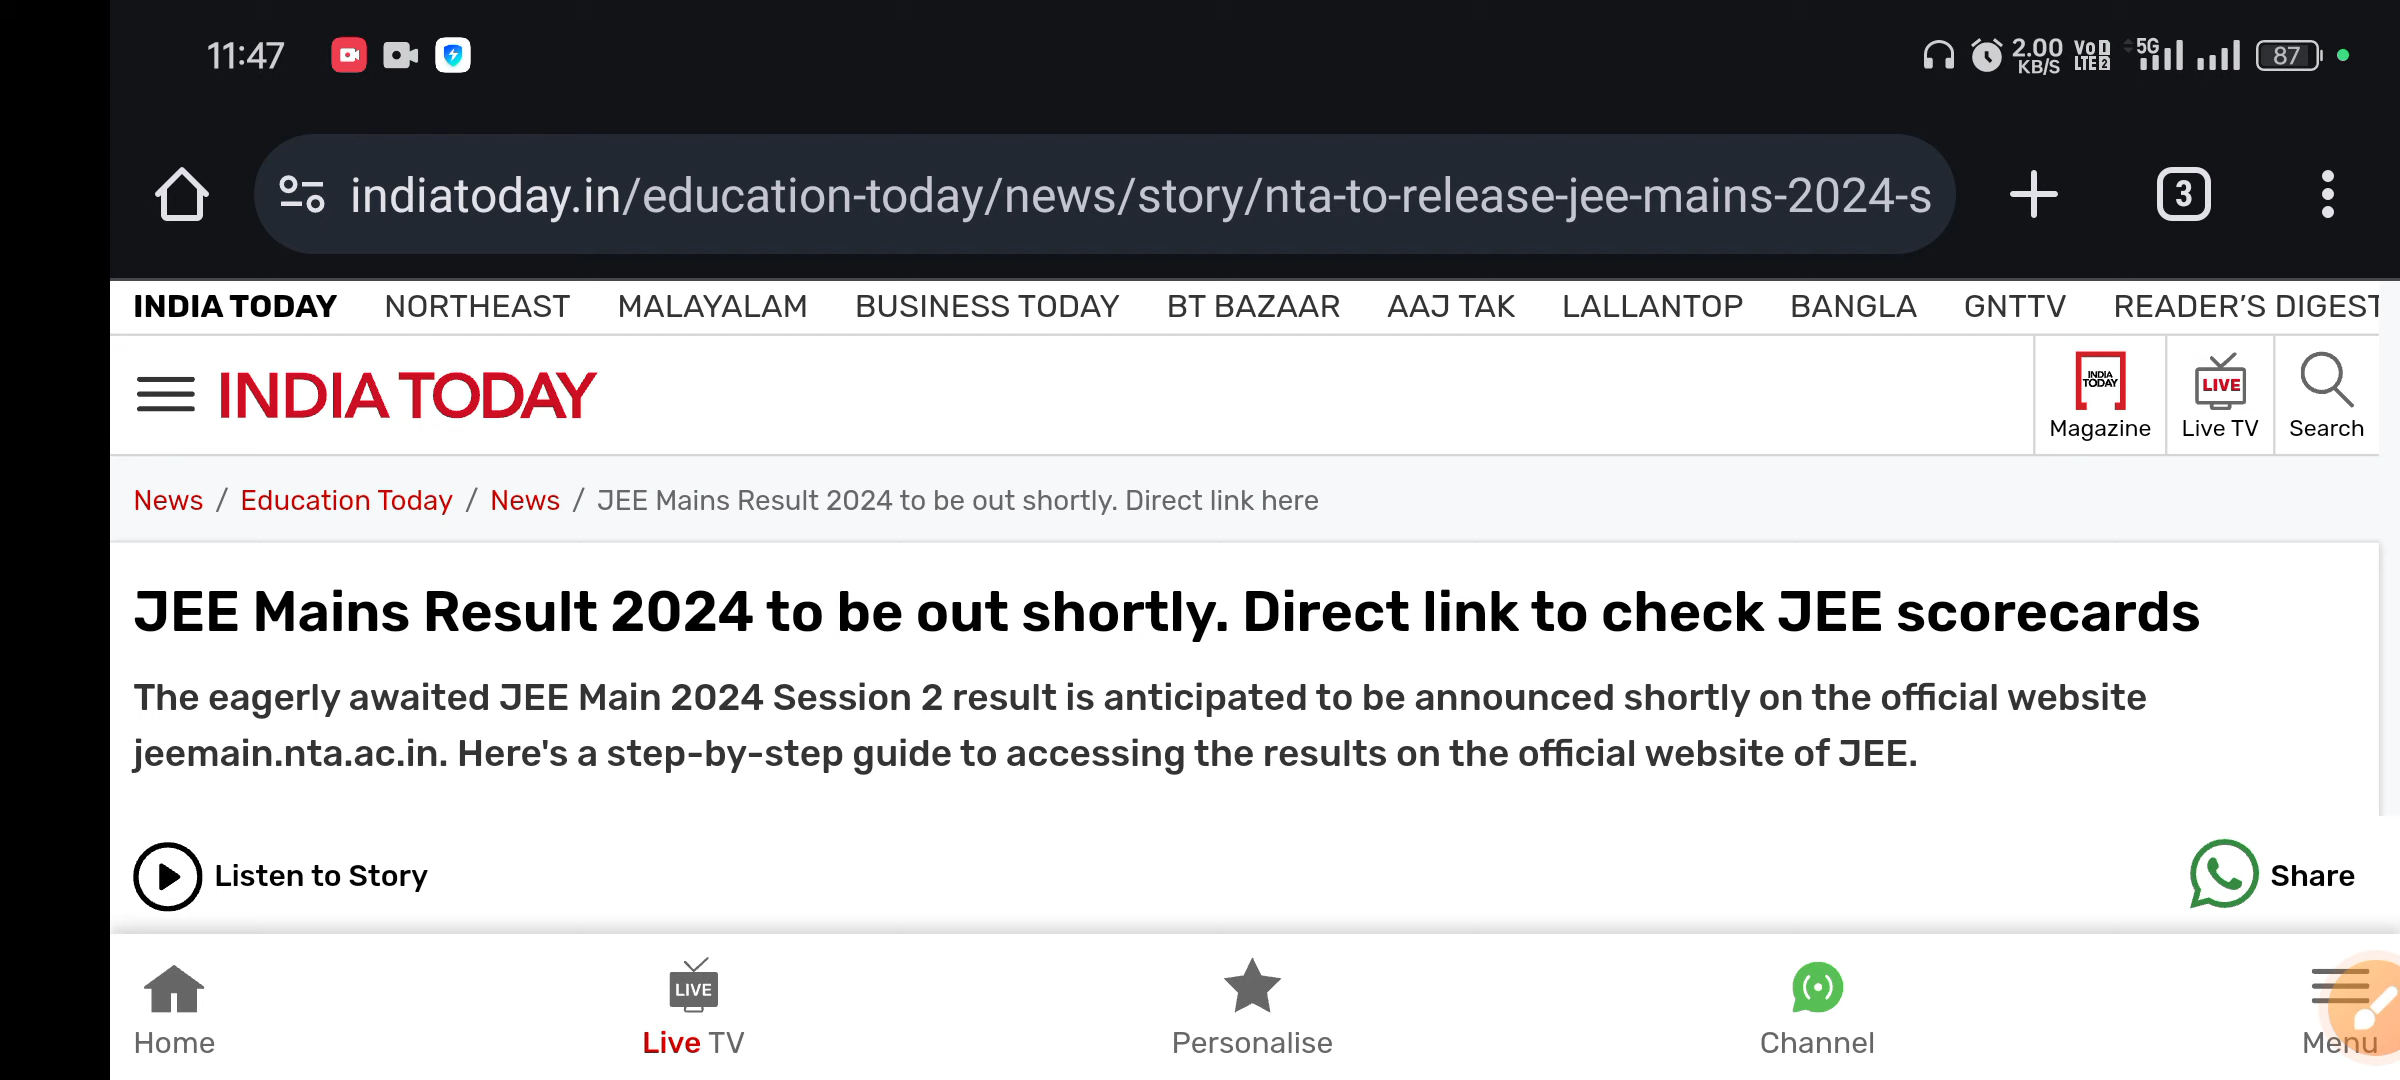 11:47 2.00 KB/S VoD LTE2 5G 87
indiatoday.in/education-today/news/story/nta-to-release-jee-mains-2024-s 3
INDIA TODAY NORTHEAST MALAYALAM BUSINESS TODAY BT BAZAAR AAJ TAK LALLANTOP BANGLA GNTTV READER'S DIGEST
INDIA TODAY
INDIA TODAY Magazine LIVE Live TV Search
News / Education Today / News / JEE Mains Result 2024 to be out shortly. Direct link here
JEE Mains Result 2024 to be out shortly. Direct link to check JEE scorecards
The eagerly awaited JEE Main 2024 Session 2 result is anticipated to be announced shortly on the official website
jeemain.nta.ac.in. Here's a step-by-step guide to accessing the results on the official website of JEE.
Listen to Story Share
LIVE
Home Live TV Personalise Channel Menu